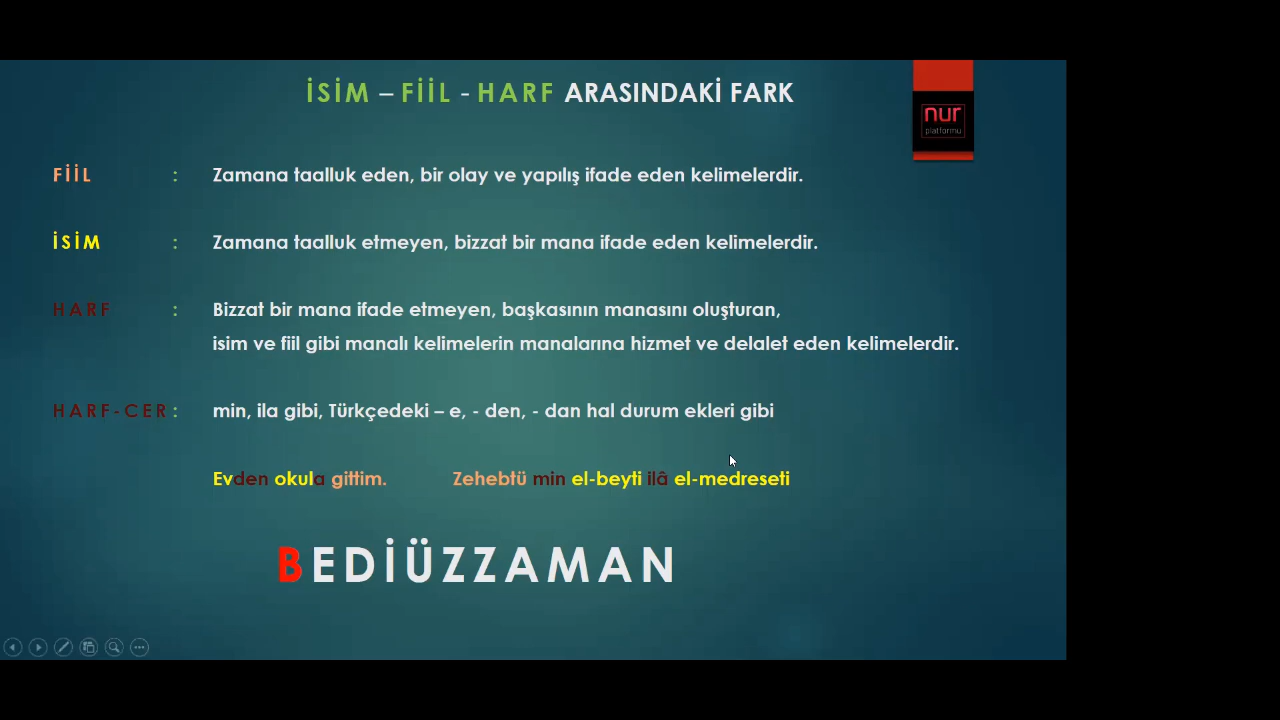 İSİM – FİİL - HARF ARASINDAKİ FARK
nur
platformu
FİİL : Zamana taalluk eden, bir olay ve yapılış ifade eden kelimelerdir.
İSİM : Zamana taalluk etmeyen, bizzat bir mana ifade eden kelimelerdir.
HARF : Bizzat bir mana ifade etmeyen, başkasının manasını oluşturan,
isim ve fiil gibi manalı kelimelerin manalarına hizmet ve delalet eden kelimelerdir.
HARF-CER : min, ila gibi, Türkçedeki – e, - den, - dan hal durum ekleri gibi
Evden okula gittim. Zehebtü min el-beyti ilâ el-medreseti
BEDİÜZZAMAN